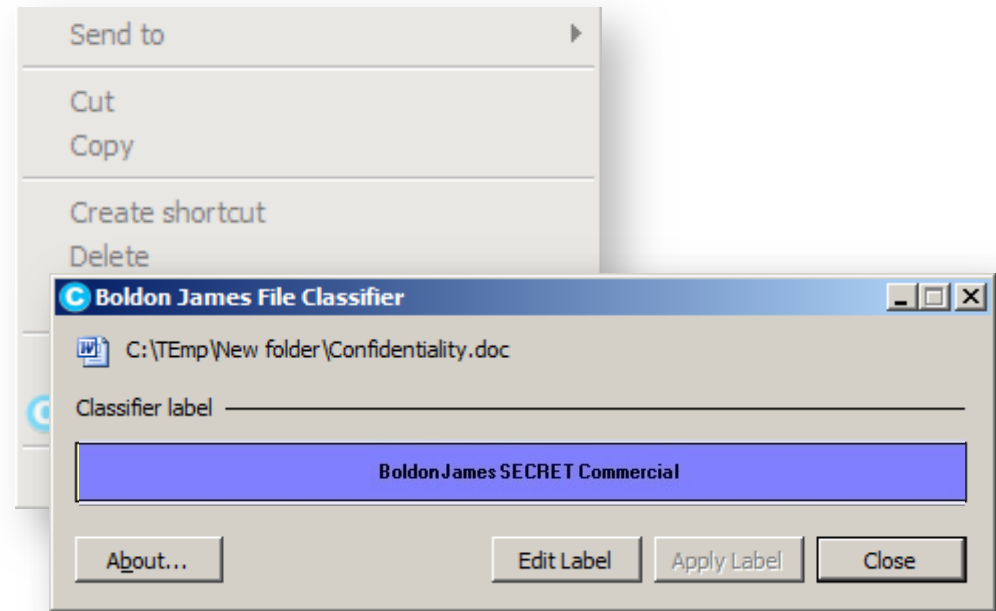 Send to
Cut
Copy
Create shortcut
Delete
Boldon James File Classifier
C:\TEmp\New folder\Confidentiality.doc
Classifier label
BoldonJames SECRET Commercial
About... Edit Label Apply Label Close